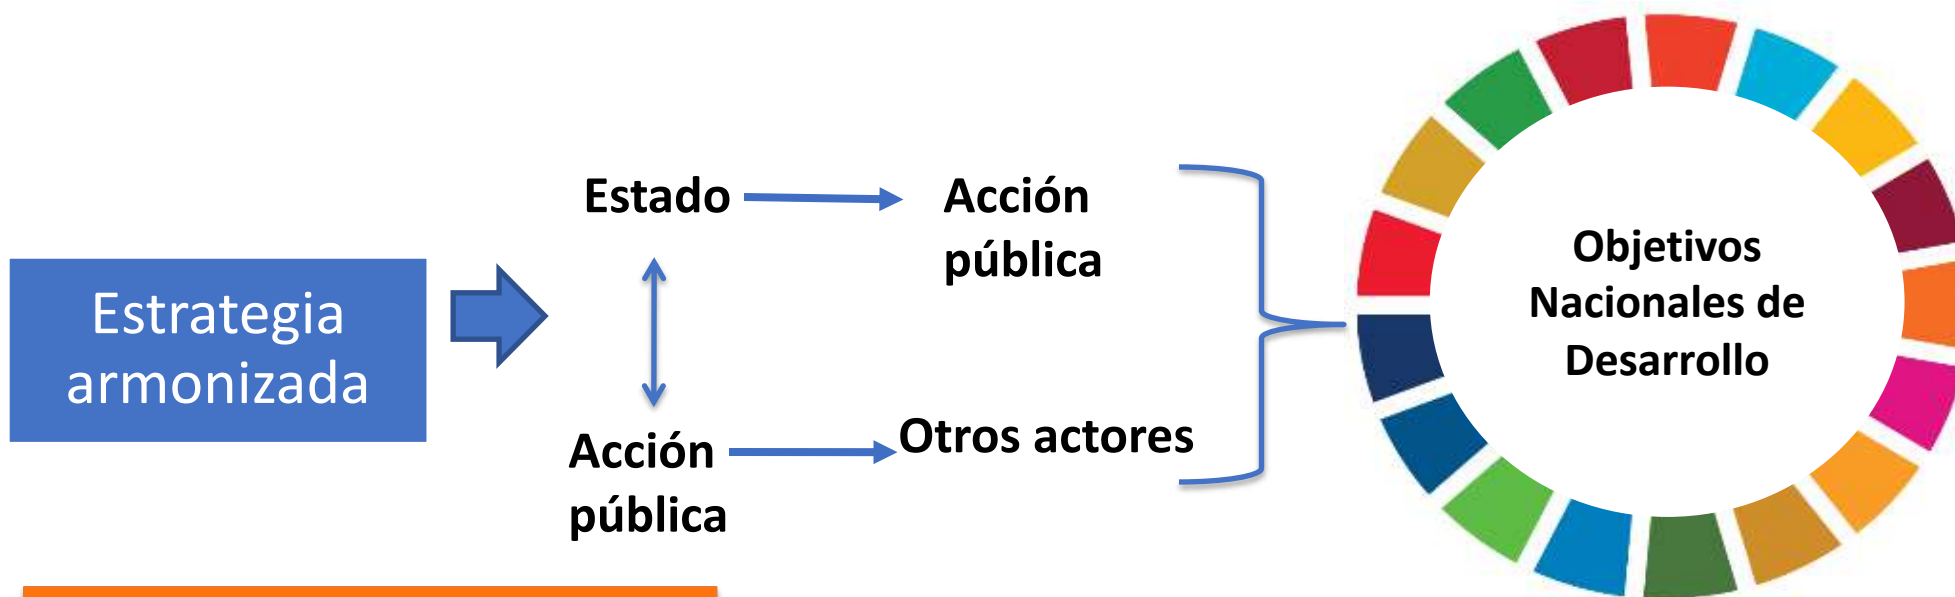 Estrategia
armonizada
Estado
Acción
pública
Acción
pública
Otros actores
Objetivos
Nacionales de
Desarrollo